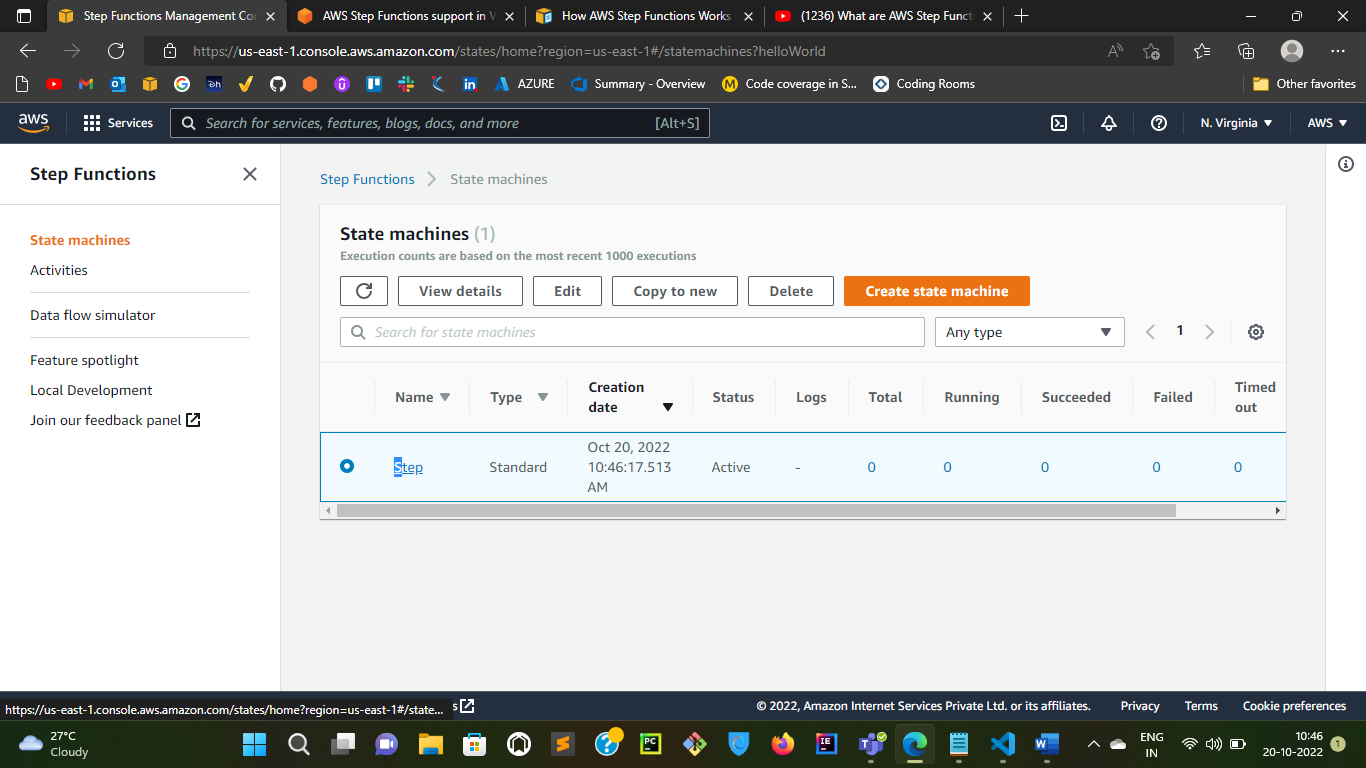 Step Functions Management Co
AWS Step Functions support in V
How AWS Step Functions Works
(1236) What are AWS Step Funct
https://us-east-1.console.aws.amazon.com/states/home?region=us-east-1#/statemachines?helloWorld
AZURE
Summary - Overview
Code coverage in S...
Coding Rooms
Other favorites
aws
Services
Search for services, features, blogs, docs, and more
[Alt+S]
N. Virginia
AWS
Step Functions
State machines
Activities
Data flow simulator
Feature spotlight
Local Development
Join our feedback panel
Step Functions
State machines
State machines (1)
Execution counts are based on the most recent 1000 executions
View details
Edit
Copy to new
Delete
Create state machine
Search for state machines
Any type
1
Name
Type
Creation
date
Status
Logs
Total
Running
Succeeded
Failed
Timed
out
Step
Standard
Oct 20, 2022
10:46:17.513
AM
Active
-
0
0
0
0
0
https://us-east-1.console.aws.amazon.com/states/home?region=us-east-1#/state...
s
© 2022, Amazon Internet Services Private Ltd. or its affiliates.
Privacy
Terms
Cookie preferences
27°C
Cloudy
ENG
IN
10:46
20-10-2022
1